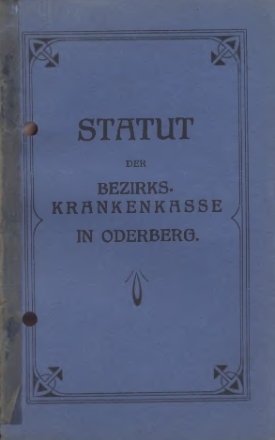 STATUT
DER
BEZIRKS-
KRANKENKASSE
IN ODERBERG.